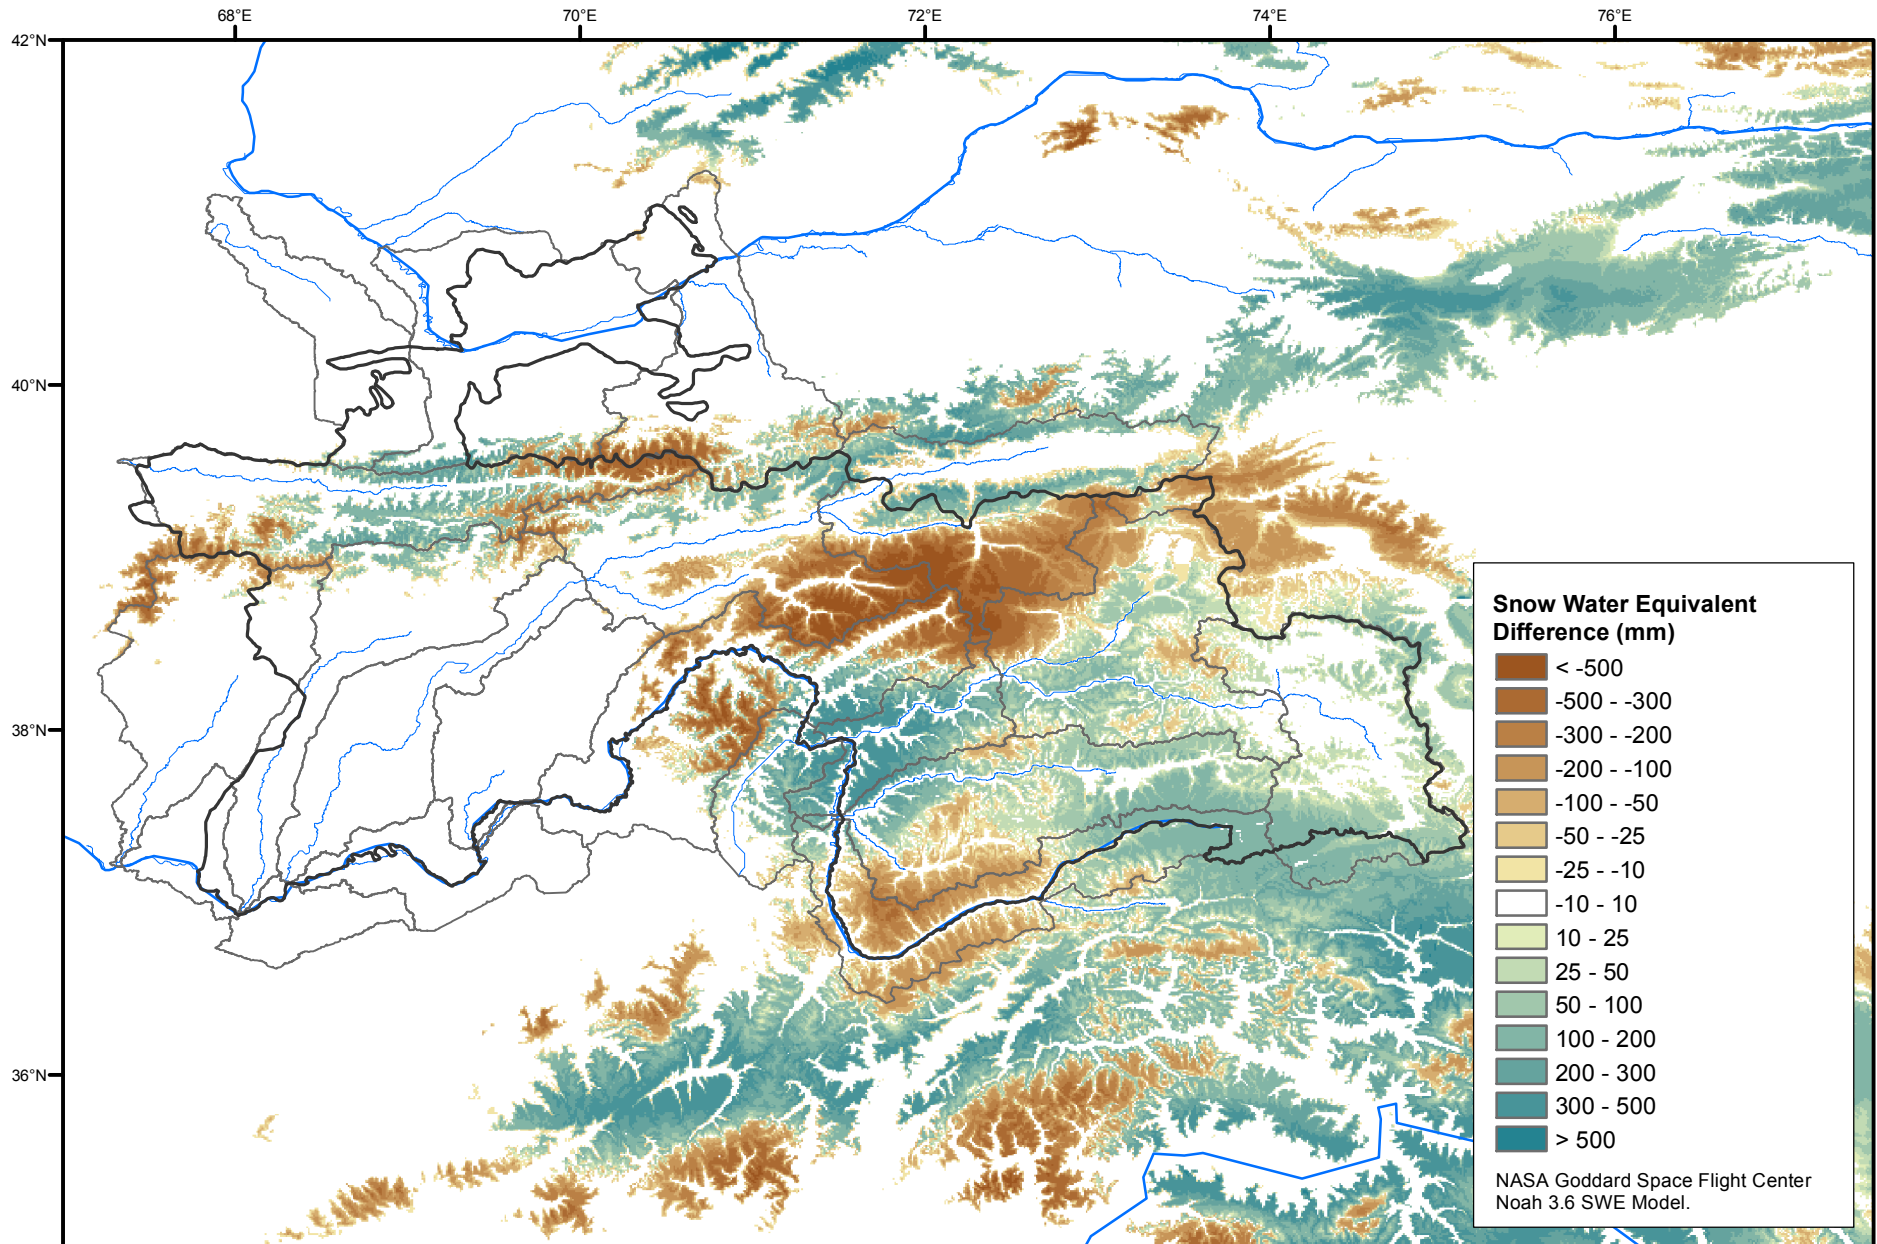 68°E
70°E
72°E
74°E
76°E
42°N
40°N
38°N
36°N
Snow Water Equivalent
Difference (mm)
< -500
-500 - -300
-300 - -200
-200 - -100
-100 - -50
-50 - -25
-25 - -10
-10 - 10
10 - 25
25 - 50
50 - 100
100 - 200
200 - 300
300 - 500
> 500
NASA Goddard Space Flight Center
Noah 3.6 SWE Model.